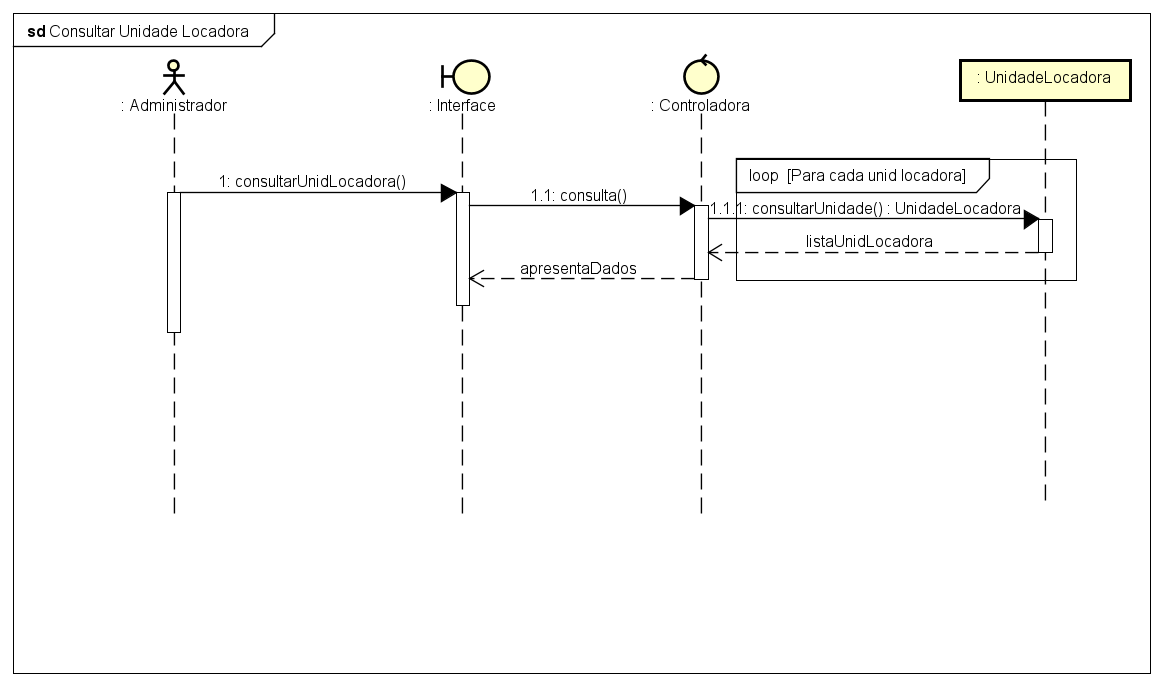 sd Consultar Unidade Locadora
: Administrador
: Interface
: Controladora
: UnidadeLocadora
loop [Para cada unid locadora]
1: consultarUnidLocadora()
1.1: consulta()
1.1.1: consultarUnidade() : UnidadeLocadora
listaUnidLocadora
apresentaDados